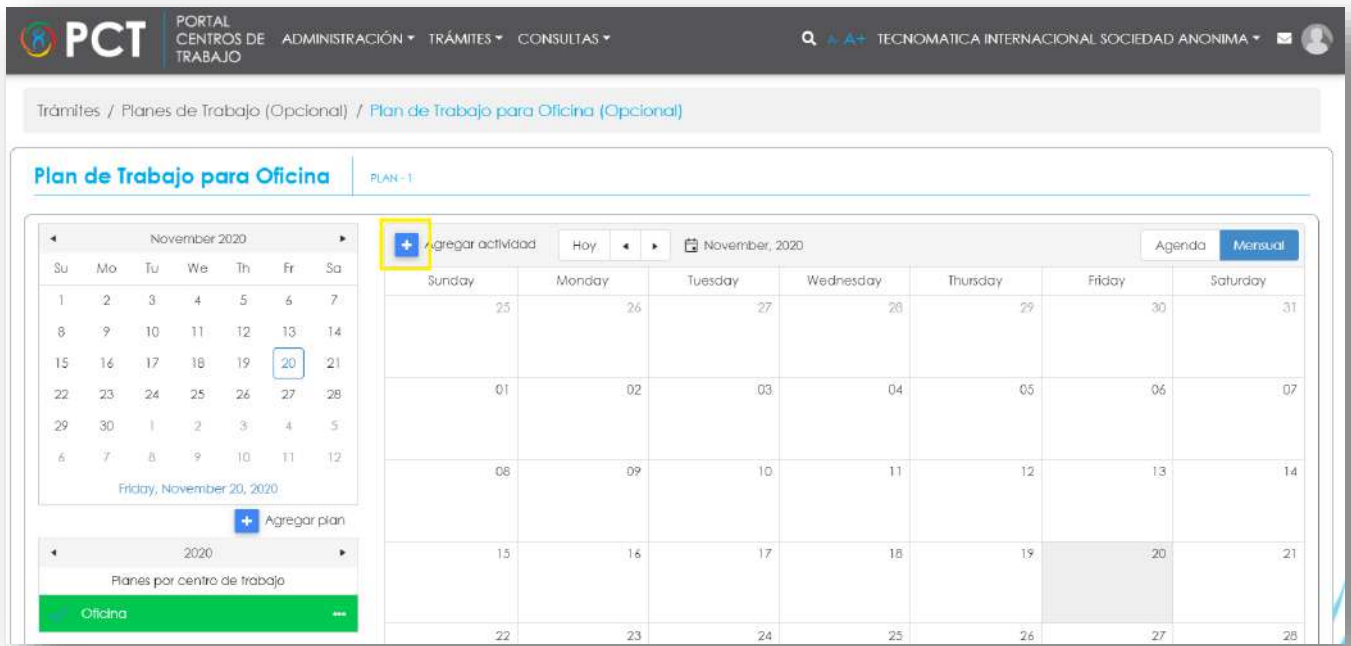 PCT
PORTAL
CENTROS DE
TRABAJO
ADMINISTRACIÓN TRÁMITES CONSULTAS A- A+ TECNOMATICA INTERNACIONAL SOCIEDAD ANONIMA
Trámites / Planes de Trabajo (Opcional) / Plan de Trabajo para Oficina (Opcional)
Plan de Trabajo para Oficina PLAN - 1
November 2020
Su Mo Tu We Th Fr Sa
1 2 3 4 5 6 7
8 9 10 11 12 13 14
15 16 17 18 19 20 21
22 23 24 25 26 27 28
29 30 1 2 3 4 5
6 7 8 9 10 11 12
Friday, November 20, 2020
+ Agregar plan
2020
Planes por centro de trabajo
Oficina
+ Agregar actividad Hoy November, 2020 Agenda Mensual
Sunday Monday Tuesday Wednesday Thursday Friday Saturday
25 26 27 28 29 30 31
01 02 03 04 05 06 07
08 09 10 11 12 13 14
15 16 17 18 19 20 21
22 23 24 25 26 27 28